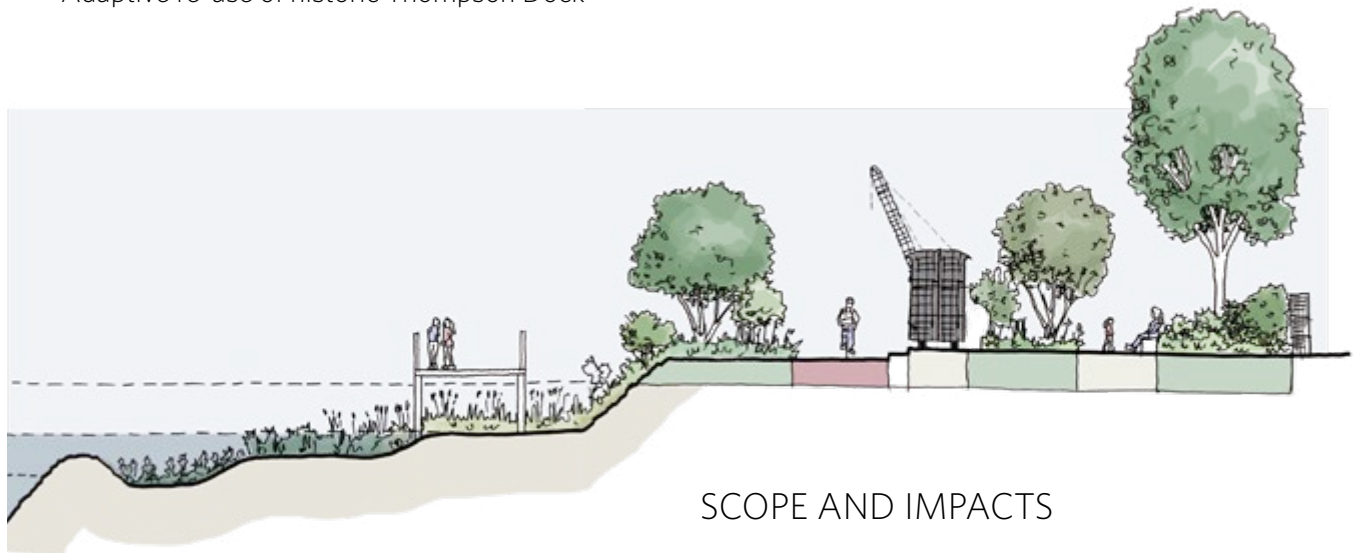 Adaptive re-use of historic Thompson Dock
SCOPE AND IMPACTS